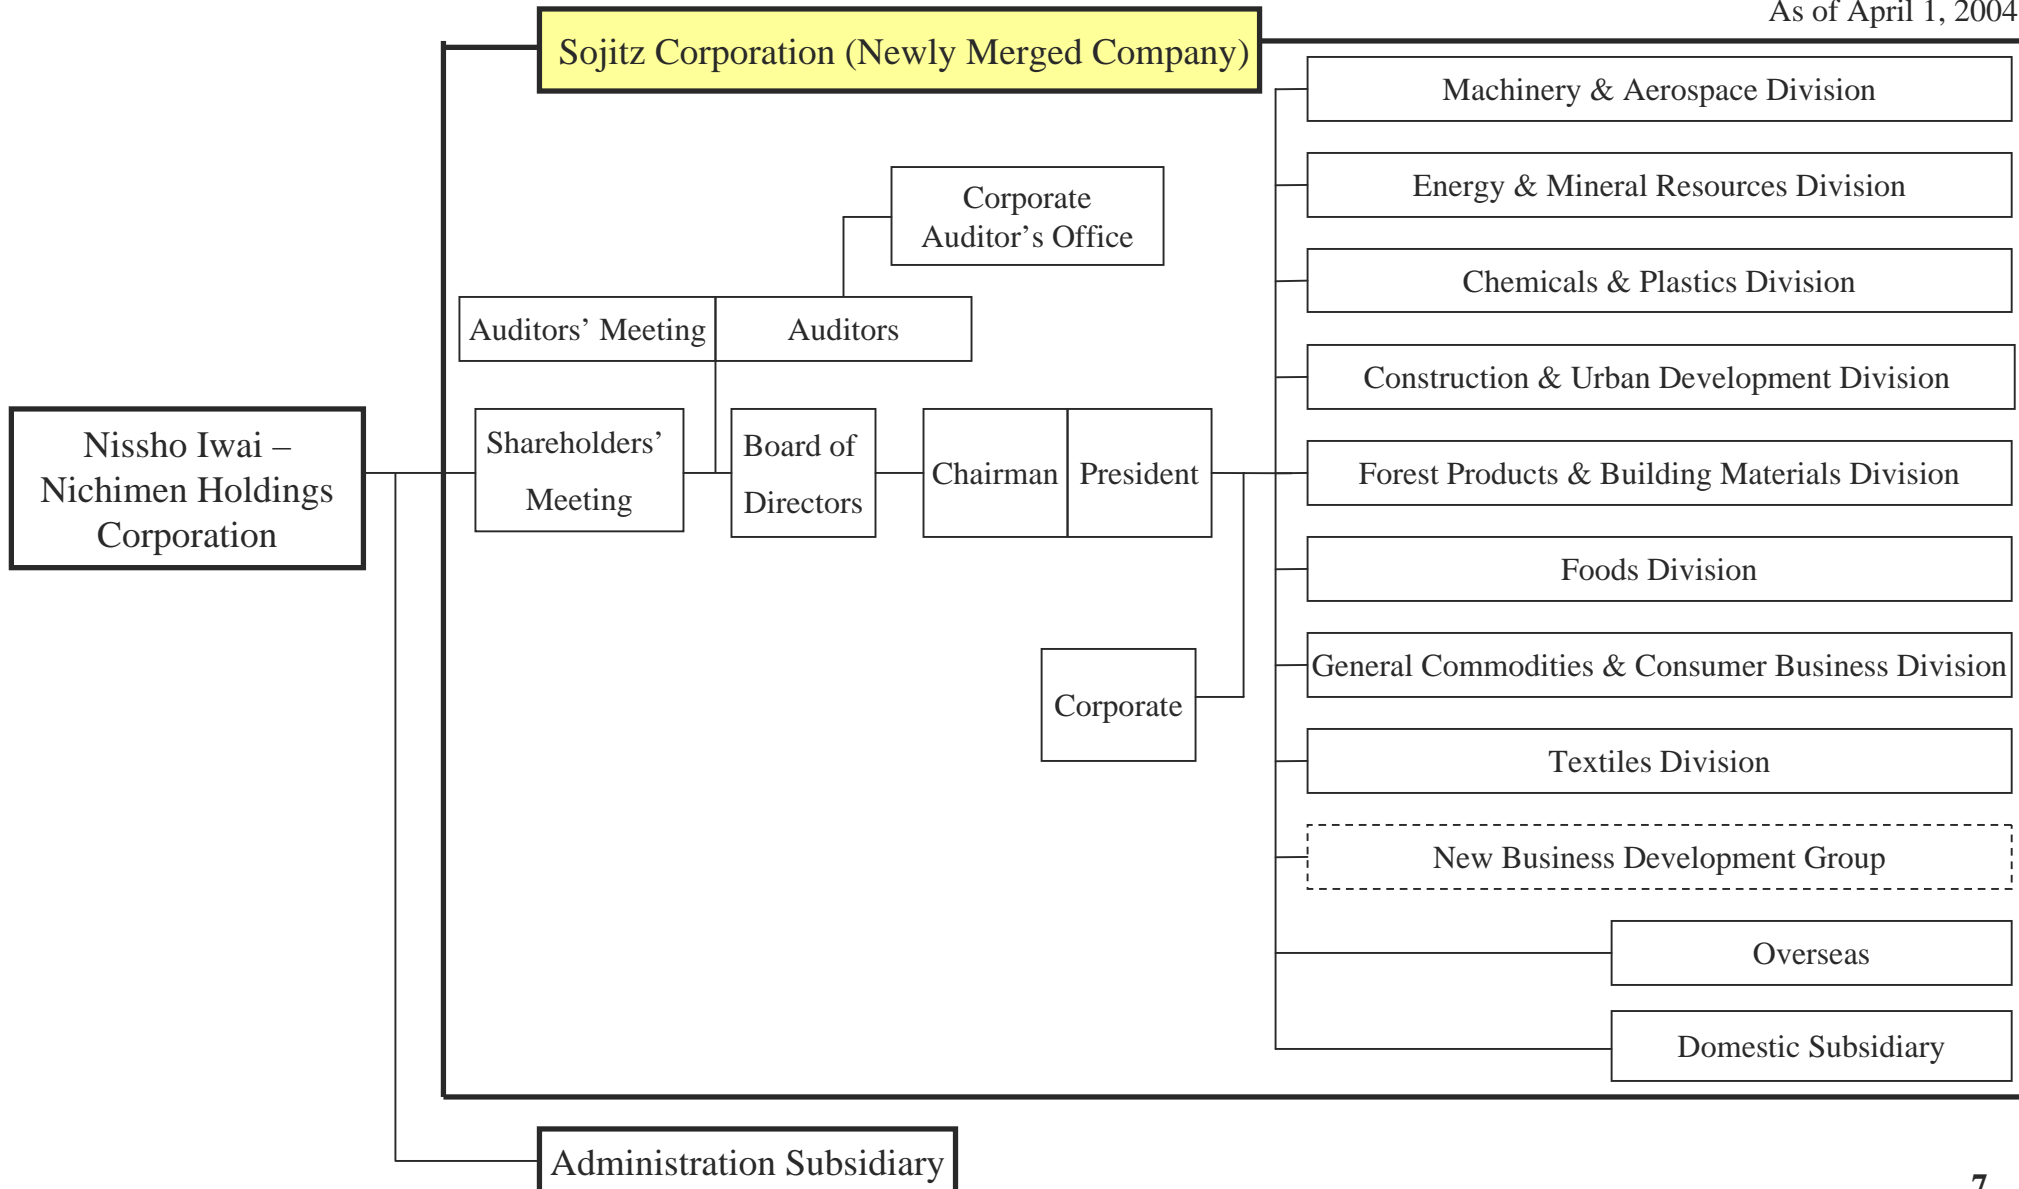 As of April 1, 2004
Sojitz Corporation (Newly Merged Company)
Machinery & Aerospace Division
Energy & Mineral Resources Division
Corporate
Auditor’s Office
Chemicals & Plastics Division
Auditors’ Meeting
Auditors
Construction & Urban Development Division
Nissho Iwai –
Nichimen Holdings
Corporation
Shareholders’
Meeting
Board of
Directors
Chairman
President
Forest Products & Building Materials Division
Foods Division
General Commodities & Consumer Business Division
Corporate
Textiles Division
New Business Development Group
Overseas
Domestic Subsidiary
Administration Subsidiary
7